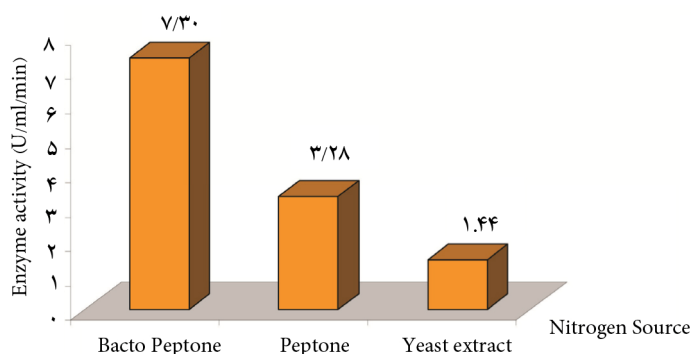 ۷/۳۰
۳/۲۸
۱.۴۴
۸
۷
۶
۵
۴
۳
۲
۱
۰
Enzyme activity (U/ml/min)
Bacto Peptone
Peptone
Yeast extract
Nitrogen Source